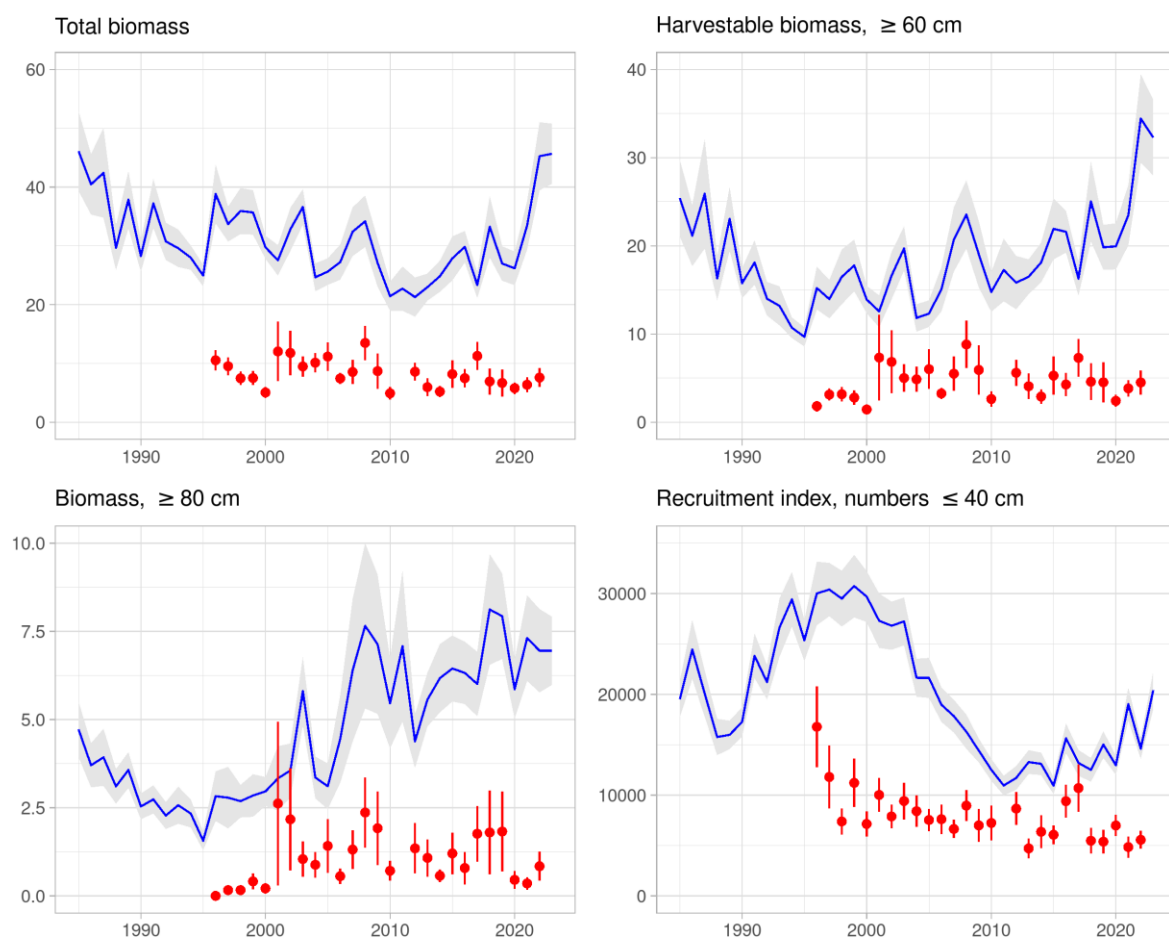 Total biomass
Harvestable biomass, ≥ 60 cm
60
40
20
0
40
30
20
10
0
1990 2000 2010 2020
1990 2000 2010 2020
Biomass, ≥ 80 cm
Recruitment index, numbers ≤ 40 cm
10.0
7.5
5.0
2.5
0.0
30000
20000
10000
0
1990 2000 2010 2020
1990 2000 2010 2020